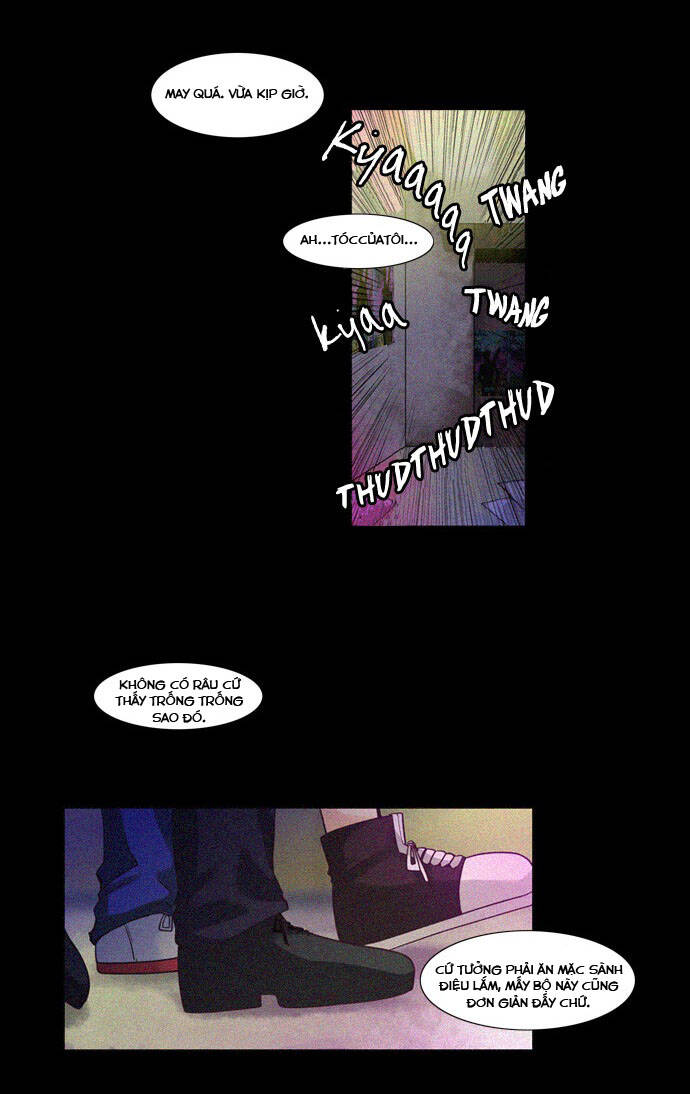 MAY QUÁ. VỪA KỊP GIỜ.
Kyaaaaaa
TWANG
AH...TÓCCỦATÔI...
TWANG
kyaa
THUDTHUDTHUD
KHÔNG CÓ RÂU CỨ
THẤY TRỐNG TRỐNG
SAO ĐÓ.
CỨ TƯỞNG PHẢI ĂN MẶC SÀNH
ĐIỆU LẮM, MẤY BỘ NÀY CŨNG
ĐƠN GIẢN ĐẤY CHỨ.